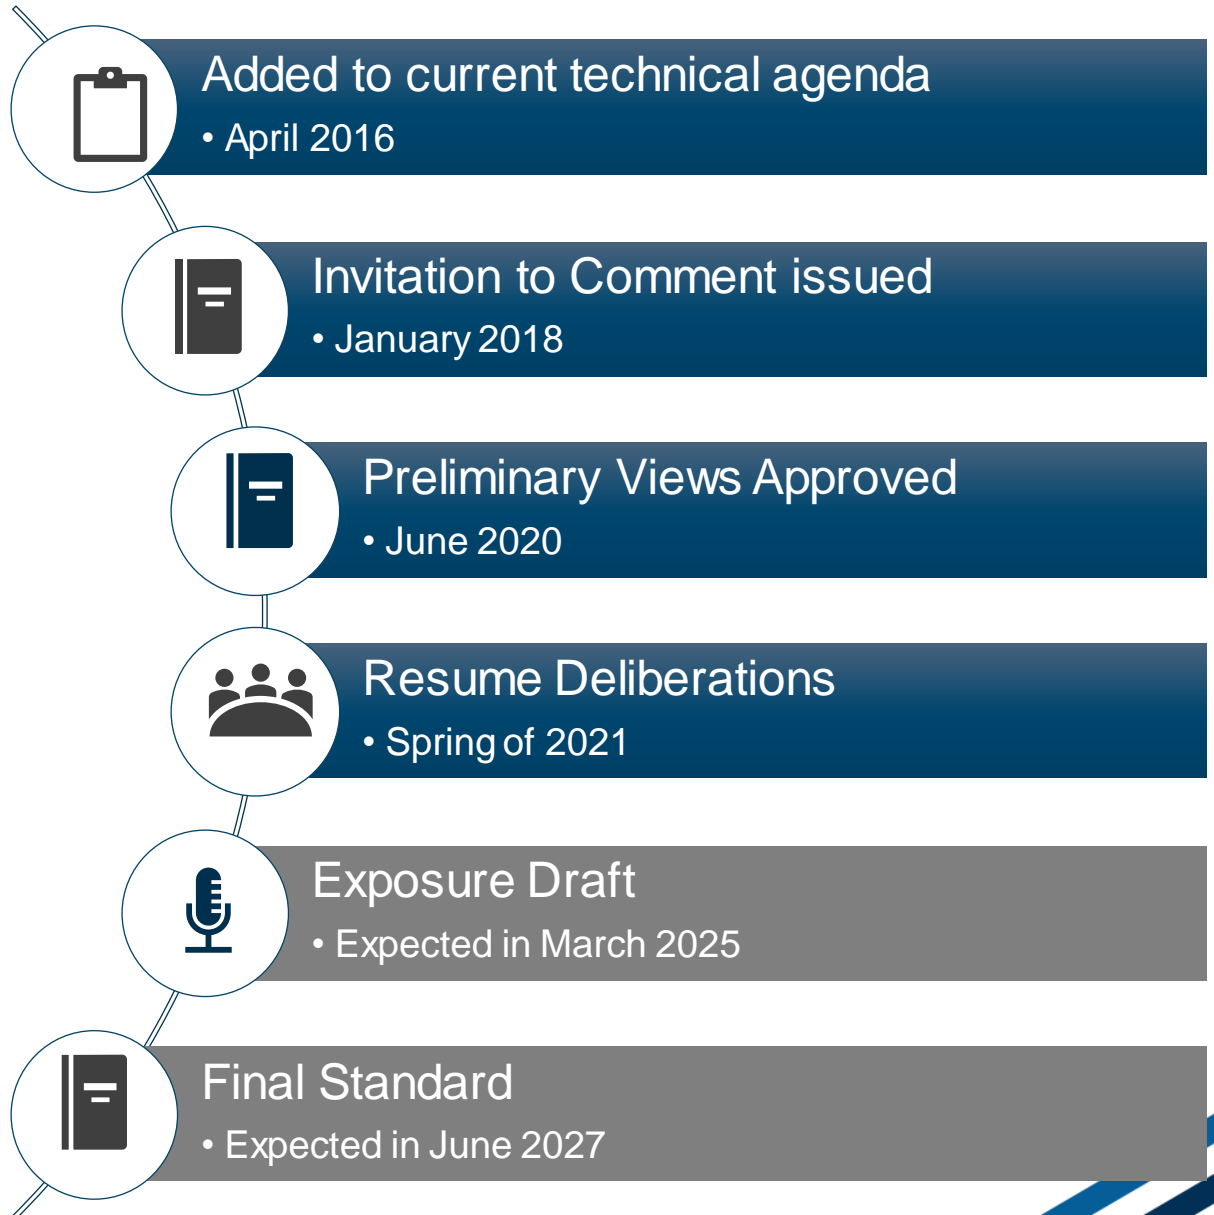 Added to current technical agenda
• April 2016
Invitation to Comment issued
• January 2018
Preliminary Views Approved
• June 2020
Resume Deliberations
• Spring of 2021
Exposure Draft
• Expected in March 2025
Final Standard
• Expected in June 2027